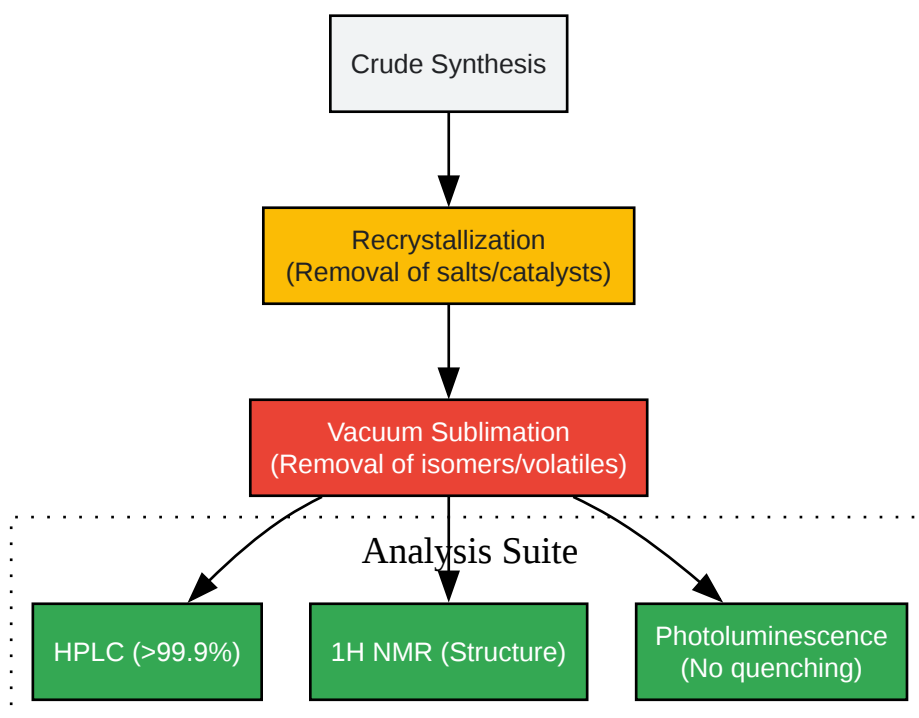 Crude Synthesis
Recrystallization
(Removal of salts/catalysts)
Vacuum Sublimation
(Removal of isomers/volatiles)
Analysis Suite
HPLC (>99.9%)
1H NMR (Structure)
Photoluminescence
(No quenching)